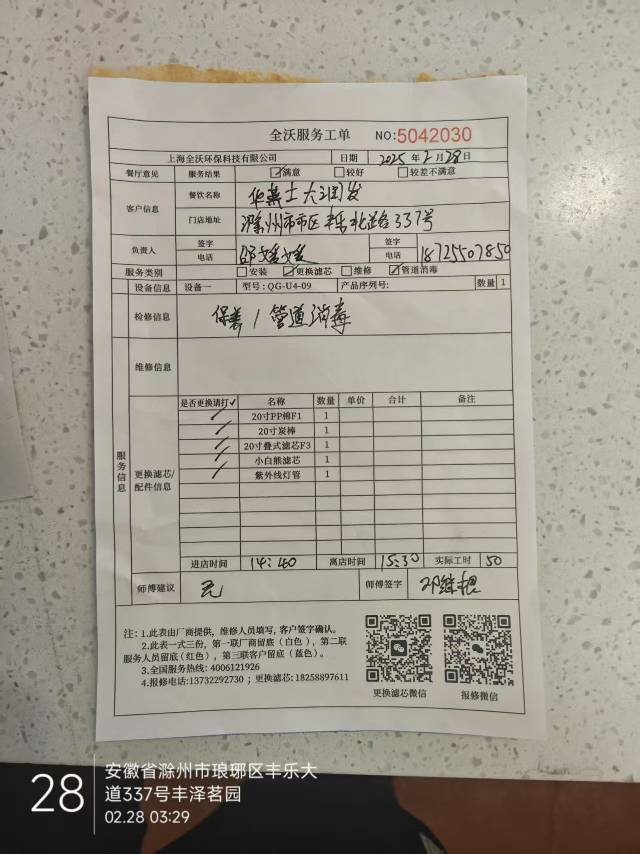 全沃服务工单 NO:5042030
上海全沃环保科技有限公司 日期 2025年2月28日
餐厅意见 服务结果 ☑满意 □较好 □较差不满意
客户信息 餐饮名称 华莱士大润发
门店地址 滁州市市区丰乐北路337号
负责人 签字 电话 邵媛媛 签字 电话 18725507850
服务类别 □安装 ☑更换滤芯 □维修 ☑管道消毒
设备信息 设备一 型号:QG-U4-09 产品序列号: 数量 1
检修信息 保养/管道消毒
维修信息
服务信息
更换滤芯/配件信息
是否更换请打✓ 名称 数量 单价 合计 备注
✓ 20寸PP棉F1 1
✓ 20寸炭棒 1
✓ 20寸叠式滤芯F3 1
✓ 小白熊滤芯 1
✓ 紫外线灯管 1
进店时间 14:40 离店时间 15:30 实际工时 50
师傅建议 无 师傅签字
注：1.此表由厂商提供，维修人员填写，客户签字确认。
2.此表一式三份，第一联厂商留底（白色），第二联
服务人员留底(红色），第三联客户留底（蓝色）。
3.全国服务热线: 4006121926
4.报修电话:13732292730 ；更换滤芯:18258897611
更换滤芯微信 报修微信
28
安徽省滁州市琅琊区丰乐大
道337号丰泽茗园
02.28 03:29